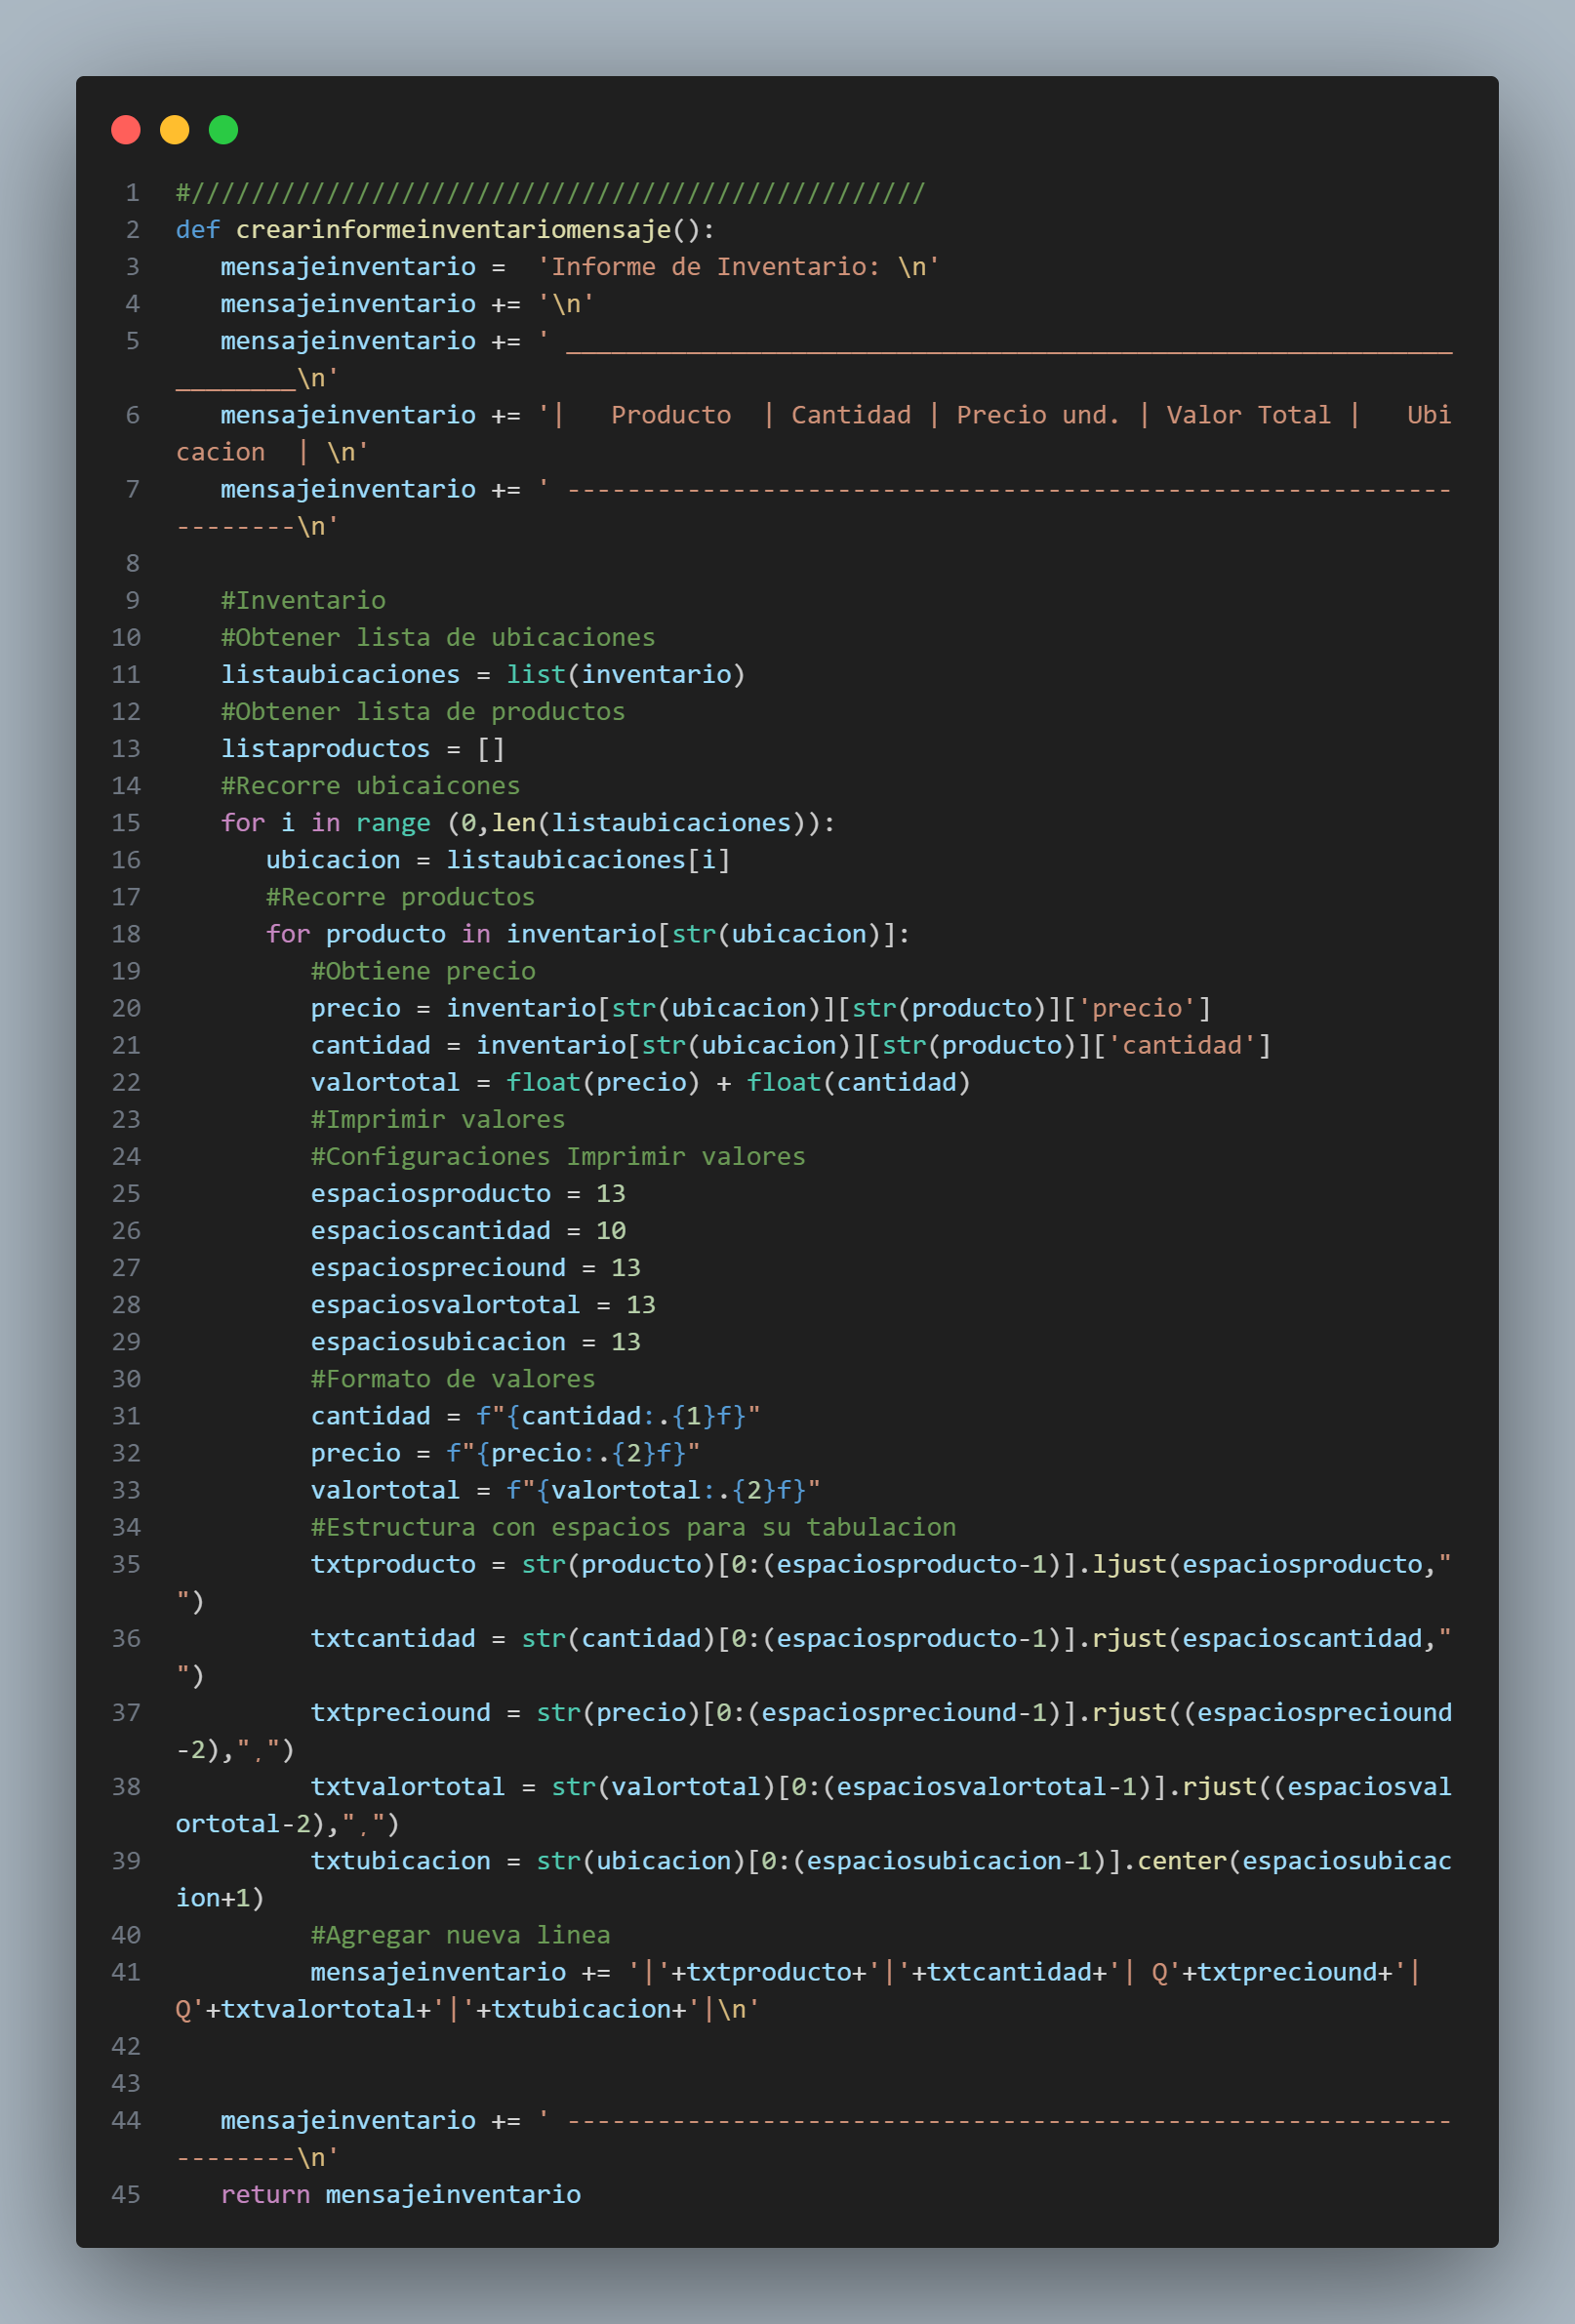 1 #/////////////////////////////////////////////////
2 def crearinformeinventariomensaje():
3    mensajeinventario =  'Informe de Inventario: \n'
4    mensajeinventario += '\n'
5    mensajeinventario += ' ___________________________________________________________
________\n'
6    mensajeinventario += '|   Producto  | Cantidad | Precio und. | Valor Total |   Ubi
cacion  | \n'
7    mensajeinventario += ' -----------------------------------------------------------
--------\n'
8
9    #Inventario
10    #Obtener lista de ubicaciones
11    listaubicaciones = list(inventario)
12    #Obtener lista de productos
13    listaproductos = []
14    #Recorre ubicaicones
15    for i in range (0,len(listaubicaciones)):
16       ubicacion = listaubicaciones[i]
17       #Recorre productos
18       for producto in inventario[str(ubicacion)]:
19          #Obtiene precio
20          precio = inventario[str(ubicacion)][str(producto)]['precio']
21          cantidad = inventario[str(ubicacion)][str(producto)]['cantidad']
22          valortotal = float(precio) + float(cantidad)
23          #Imprimir valores
24          #Configuraciones Imprimir valores
25          espaciosproducto = 13
26          espacioscantidad = 10
27          espaciospreciound = 13
28          espaciosvalortotal = 13
29          espaciosubicacion = 13
30          #Formato de valores
31          cantidad = f"{cantidad:.{1}f}"
32          precio = f"{precio:.{2}f}"
33          valortotal = f"{valortotal:.{2}f}"
34          #Estructura con espacios para su tabulacion
35          txtproducto = str(producto)[0:(espaciosproducto-1)].ljust(espaciosproducto,"
")
36          txtcantidad = str(cantidad)[0:(espaciosproducto-1)].rjust(espacioscantidad,"
")
37          txtpreciound = str(precio)[0:(espaciospreciound-1)].rjust((espaciospreciound
-2),"¸")
38          txtvalortotal = str(valortotal)[0:(espaciosvalortotal-1)].rjust((espaciosval
ortotal-2),"¸")
39          txtubicacion = str(ubicacion)[0:(espaciosubicacion-1)].center(espaciosubicac
ion+1)
40          #Agregar nueva linea
41          mensajeinventario += '|'+txtproducto+'|'+txtcantidad+'| Q'+txtpreciound+'|
Q'+txtvalortotal+'|'+txtubicacion+'|\n'
42
43
44    mensajeinventario += ' -----------------------------------------------------------
--------\n'
45    return mensajeinventario